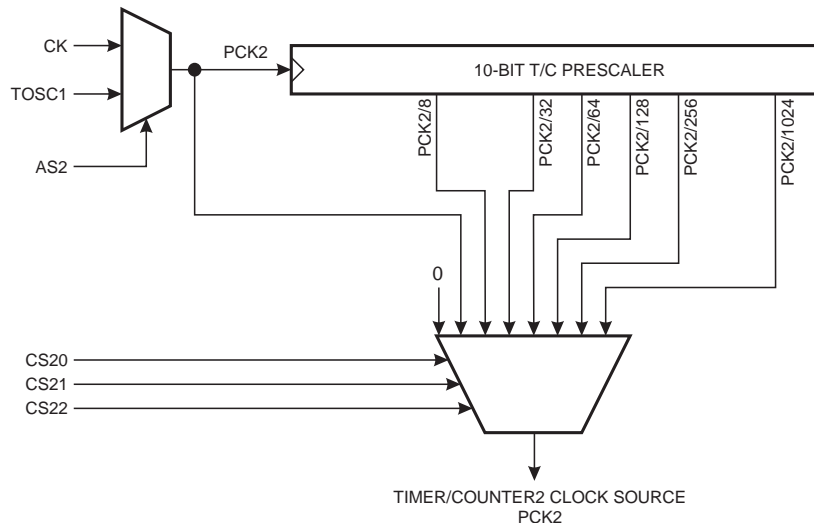 CK
PCK2
10-BIT T/C PRESCALER
TOSC1
PCK2/8
PCK2/32
PCK2/64
PCK2/128
PCK2/256
PCK2/1024
AS2
0
CS20
CS21
CS22
TIMER/COUNTER2 CLOCK SOURCE
PCK2